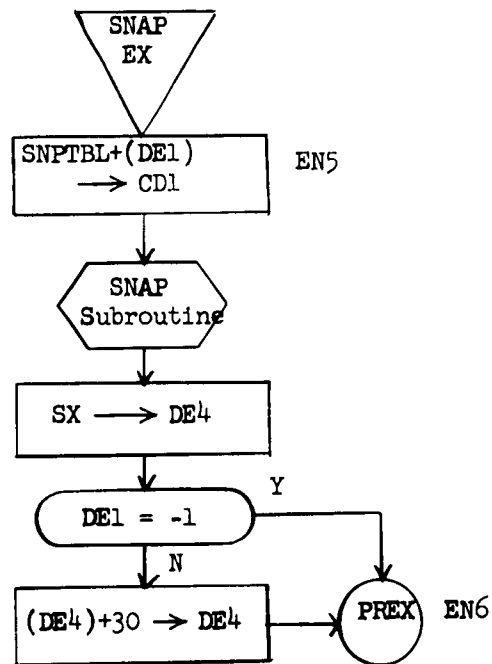 SNAP
EX
SNPTBL+(DE1)
→ CD1
EN5
SNAP
Subroutine
SX → DE4
DE1 = -1
Y
N
(DE4)+30 → DE4
PREX
EN6